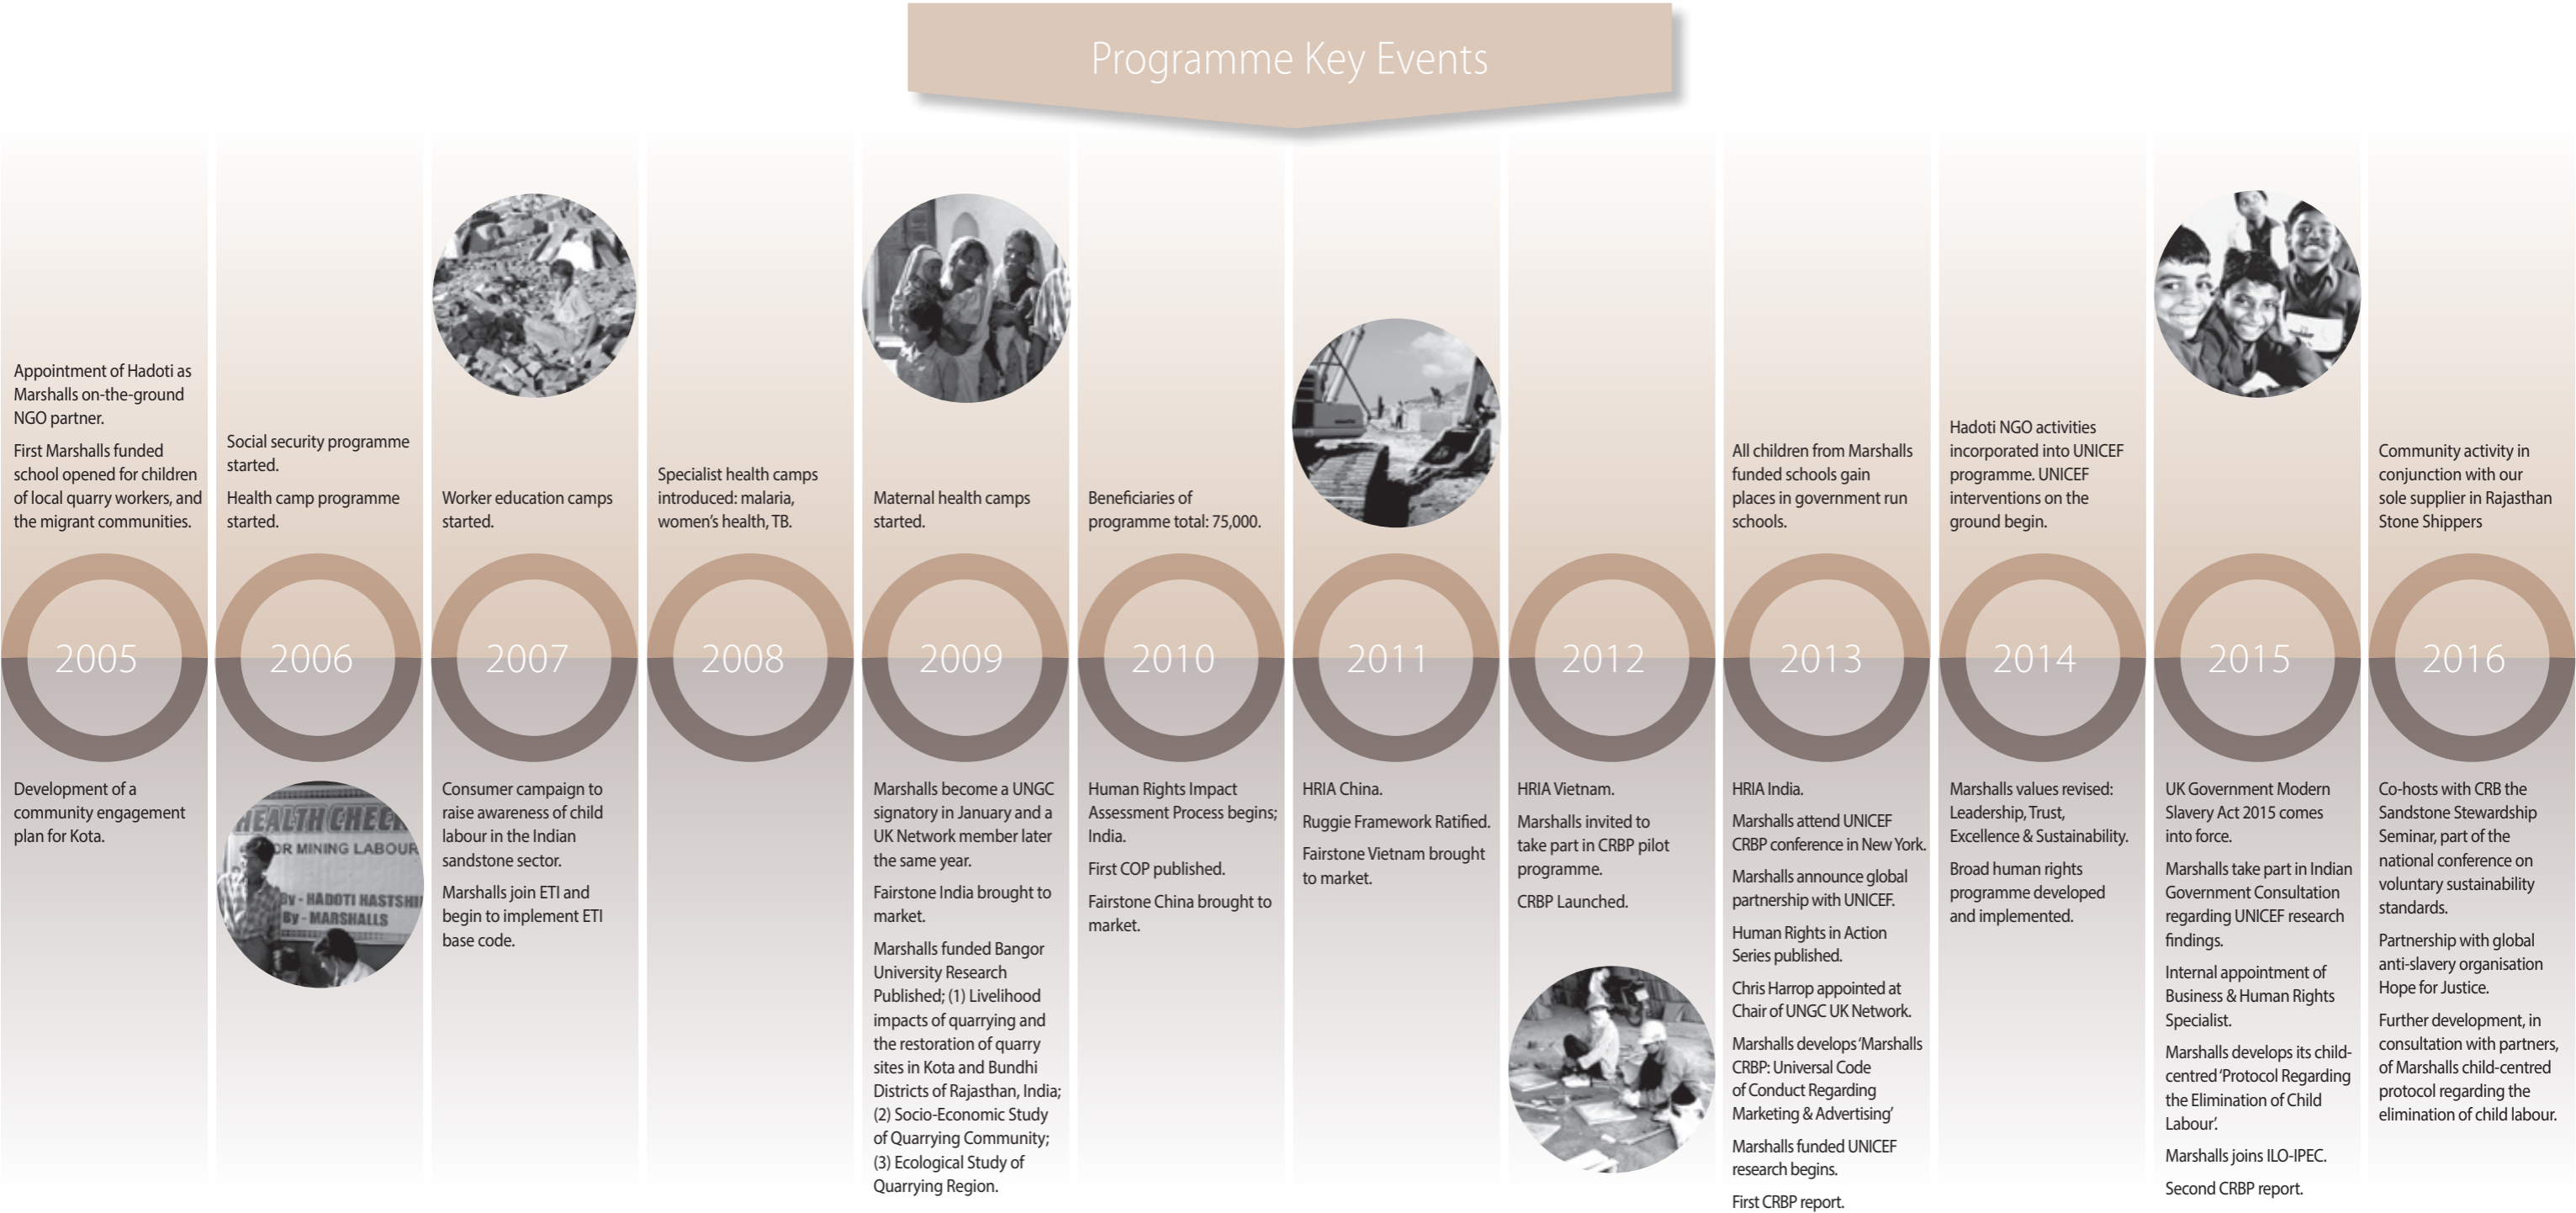 Programme Key Events
Appointment of Hadoti as
Marshalls on-the-ground
NGO partner.
First Marshalls funded
school opened for children
of local quarry workers, and
the migrant communities.
2005
Development of a
community engagement
plan for Kota.
Social security programme
started.
Health camp programme
started.
2006
HEALTH CHEC
OR MINING LABOUR
By - HADOTI HASTSHI
By - MARSHALLS
Worker education camps
started.
2007
Consumer campaign to
raise awareness of child
labour in the Indian
sandstone sector.
Marshalls join ETI and
begin to implement ETI
base code.
Specialist health camps
introduced: malaria,
women’s health, TB.
2008
Maternal health camps
started.
2009
Marshalls become a UNGC
signatory in January and a
UK Network member later
the same year.
Fairstone India brought to
market.
Marshalls funded Bangor
University Research
Published; (1) Livelihood
impacts of quarrying and
the restoration of quarry
sites in Kota and Bundhi
Districts of Rajasthan, India;
(2) Socio-Economic Study
of Quarrying Community;
(3) Ecological Study of
Quarrying Region.
Beneficiaries of
programme total: 75,000.
2010
Human Rights Impact
Assessment Process begins;
India.
First COP published.
Fairstone China brought to
market.
2011
HRIA China.
Ruggie Framework Ratified.
Fairstone Vietnam brought
to market.
2012
HRIA Vietnam.
Marshalls invited to
take part in CRBP pilot
programme.
CRBP Launched.
All children from Marshalls
funded schools gain
places in government run
schools.
2013
HRIA India.
Marshalls attend UNICEF
CRBP conference in New York.
Marshalls announce global
partnership with UNICEF.
Human Rights in Action
Series published.
Chris Harrop appointed at
Chair of UNGC UK Network.
Marshalls develops ‘Marshalls
CRBP: Universal Code
of Conduct Regarding
Marketing & Advertising’
Marshalls funded UNICEF
research begins.
First CRBP report.
Hadoti NGO activities
incorporated into UNICEF
programme. UNICEF
interventions on the
ground begin.
2014
Marshalls values revised:
Leadership, Trust,
Excellence & Sustainability.
Broad human rights
programme developed
and implemented.
2015
UK Government Modern
Slavery Act 2015 comes
into force.
Marshalls take part in Indian
Government Consultation
regarding UNICEF research
findings.
Internal appointment of
Business & Human Rights
Specialist.
Marshalls develops its child-
centred ‘Protocol Regarding
the Elimination of Child
Labour’.
Marshalls joins ILO-IPEC.
Second CRBP report.
Community activity in
conjunction with our
sole supplier in Rajasthan
Stone Shippers
2016
Co-hosts with CRB the
Sandstone Stewardship
Seminar, part of the
national conference on
voluntary sustainability
standards.
Partnership with global
anti-slavery organisation
Hope for Justice.
Further development, in
consultation with partners,
of Marshalls child-centred
protocol regarding the
elimination of child labour.